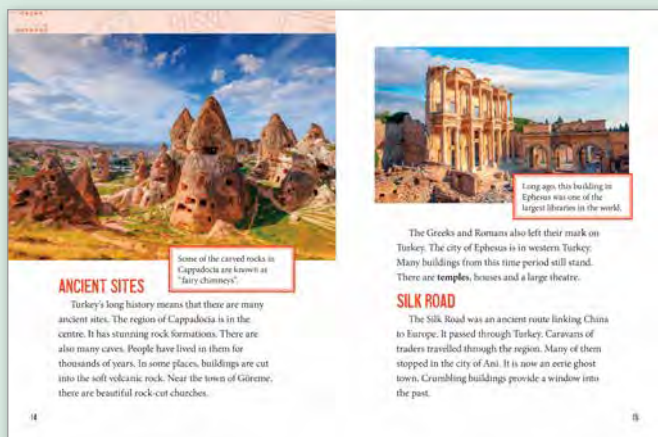 Some of the carved rocks in
Cappadocia are known as
"fairy chimneys".
ANCIENT SITES
Turkey's long history means that there are many
ancient sites. The region of Cappadocia is in the
centre. It has stunning rock formations. There are
also many caves. People have lived in them for
thousands of years. In some places, buildings are cut
into the soft volcanic rock. Near the town of Göreme,
there are beautiful rock-cut churches.
14
Long ago, this building in
Ephesus was one of the
largest libraries in the world.
The Greeks and Romans also left their mark on
Turkey. The city of Ephesus is in western Turkey.
Many buildings from this time period still stand.
There are temples, houses and a large theatre.
SILK ROAD
The Silk Road was an ancient route linking China
to Europe. It passed through Turkey. Caravans of
traders travelled through the region. Many of them
stopped in the city of Ani. It is now an eerie ghost
town. Crumbling buildings provide a window into
the past.
15